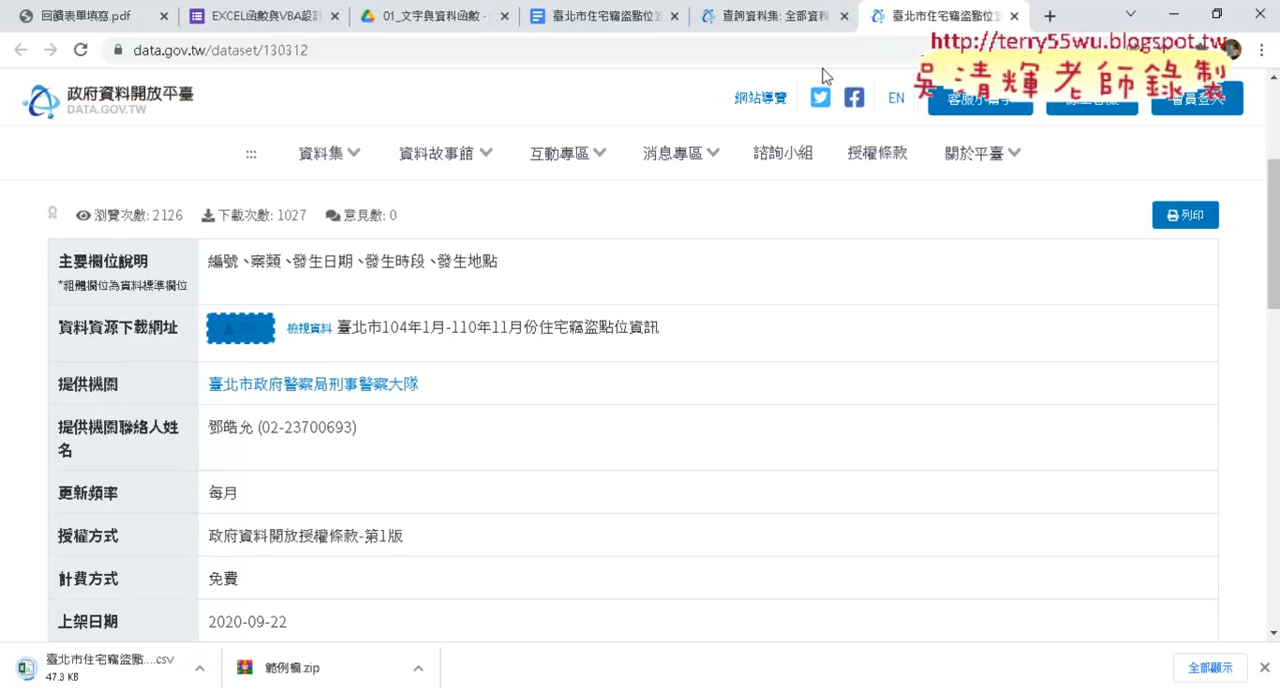 回饋表單填寫.pdf
EXCEL函數與VBA設計
01_文字與資料函數 -
臺北市住宅竊盜點位資
查詢資料集: 全部資料
臺北市住宅竊盜點位資
data.gov.tw/dataset/130312
http://terry55wu.blogspot.tw
吳清輝老師錄製
政府資料開放平臺
DATA.GOV.TW
網站導覽
EN
會員登入
:::
資料集
資料故事館
互動專區
消息專區
諮詢小組
授權條款
關於平臺
瀏覽次數: 2126
下載次數: 1027
意見數: 0
列印
主要欄位說明
*粗體欄位為資料標準欄位
編號、案類、發生日期、發生時段、發生地點
資料資源下載網址
檢視資料 臺北市104年1月-110年11月份住宅竊盜點位資訊
提供機關
臺北市政府警察局刑事警察大隊
提供機關聯絡人姓
名
鄧皓允 (02-23700693)
更新頻率
每月
授權方式
政府資料開放授權條款-第1版
計費方式
免費
上架日期
2020-09-22
臺北市住宅竊盜點....csv
47.3 KB
範例檔.zip
全部顯示